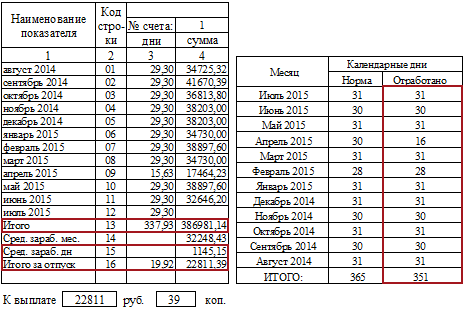 Наименование показателя Код стро- ки № счета: 1
дни сумма
1 2 3 4
август 2014 01 29,30 34725,32
сентябрь 2014 02 29,30 41670,39
октябрь 2014 03 29,30 36813,80
ноябрь 2014 04 29,30 38203,00
декабрь 2014 05 29,30 38203,00
январь 2015 06 29,30 34730,00
февраль 2015 07 29,30 38897,60
март 2015 08 29,30 34730,00
апрель 2015 09 15,63 17464,23
май 2015 10 29,30 38897,60
июнь 2015 11 29,30 32646,20
июль 2015 12 29,30
Итого 13 337,93 386981,14
Сред. зараб. мес. 14 32248,43
Сред. зараб. дн 15 1145,15
Итого за отпуск 16 19,92 22811,39
К выплате 22811 руб. 39 коп.
Месяц Календарные дни
Норма Отработано
Июль 2015 31 31
Июнь 2015 30 30
Май 2015 31 31
Апрель 2015 30 16
Март 2015 31 31
Февраль 2015 28 28
Январь 2015 31 31
Декабрь 2014 31 31
Ноябрь 2014 30 30
Октябрь 2014 31 31
Сентябрь 2014 30 30
Август 2014 31 31
ИТОГО: 365 351